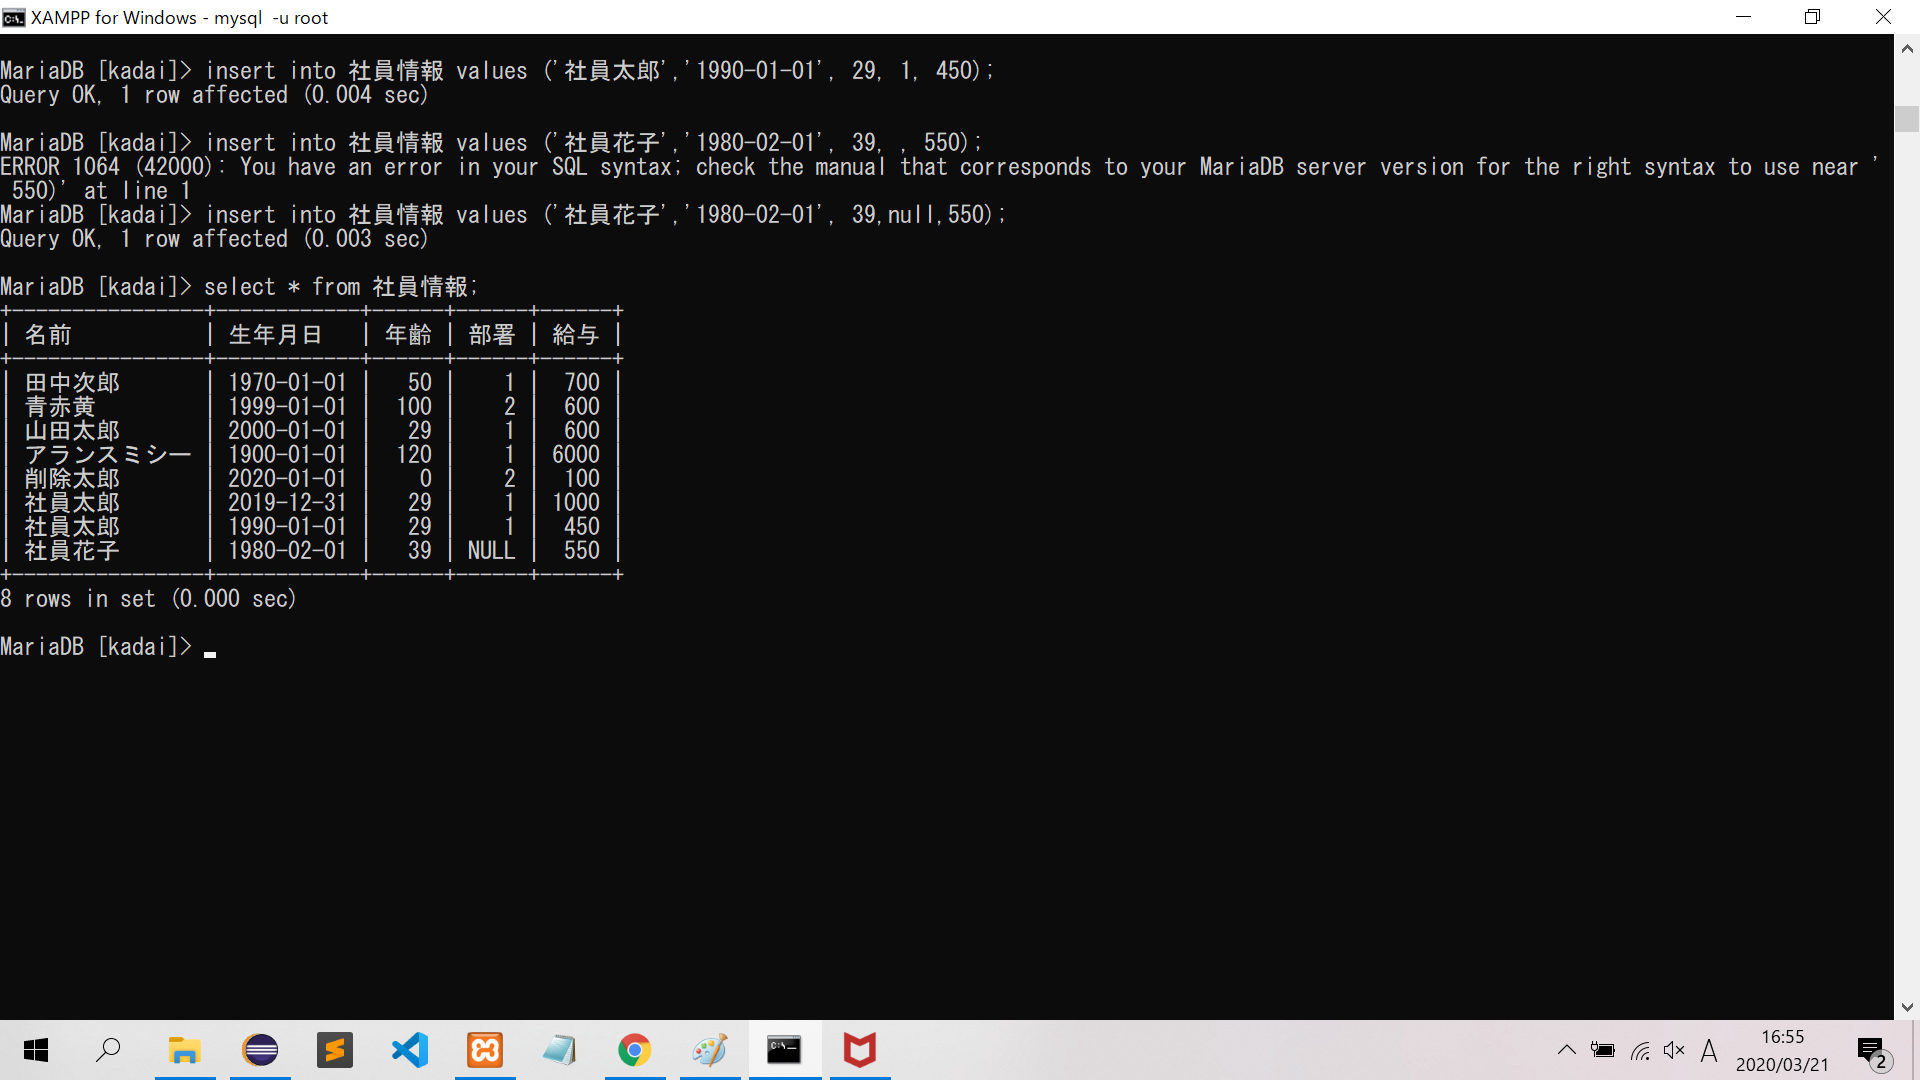 XAMPP for Windows - mysql  -u root
MariaDB [kadai]> insert into 社員情報 values ('社員太郎','1990-01-01', 29, 1, 450);
Query OK, 1 row affected (0.004 sec)
MariaDB [kadai]> insert into 社員情報 values ('社員花子','1980-02-01', 39, , 550);
ERROR 1064 (42000): You have an error in your SQL syntax; check the manual that corresponds to your MariaDB server version for the right syntax to use near '
 550)' at line 1
MariaDB [kadai]> insert into 社員情報 values ('社員花子','1980-02-01', 39,null,550);
Query OK, 1 row affected (0.003 sec)
MariaDB [kadai]> select * from 社員情報;
+----------------+------------+------+------+------+
| 名前           | 生年月日   | 年齢 | 部署 | 給与 |
+----------------+------------+------+------+------+
| 田中次郎       | 1970-01-01 |   50 |    1 |  700 |
| 青赤黄         | 1999-01-01 |  100 |    2 |  600 |
| 山田太郎       | 2000-01-01 |   29 |    1 |  600 |
| アランスミシー | 1900-01-01 |  120 |    1 | 6000 |
| 削除太郎       | 2020-01-01 |    0 |    2 |  100 |
| 社員太郎       | 2019-12-31 |   29 |    1 | 1000 |
| 社員太郎       | 1990-01-01 |   29 |    1 |  450 |
| 社員花子       | 1980-02-01 |   39 | NULL |  550 |
+----------------+------------+------+------+------+
8 rows in set (0.000 sec)
MariaDB [kadai]>
A
16:55
2020/03/21
2